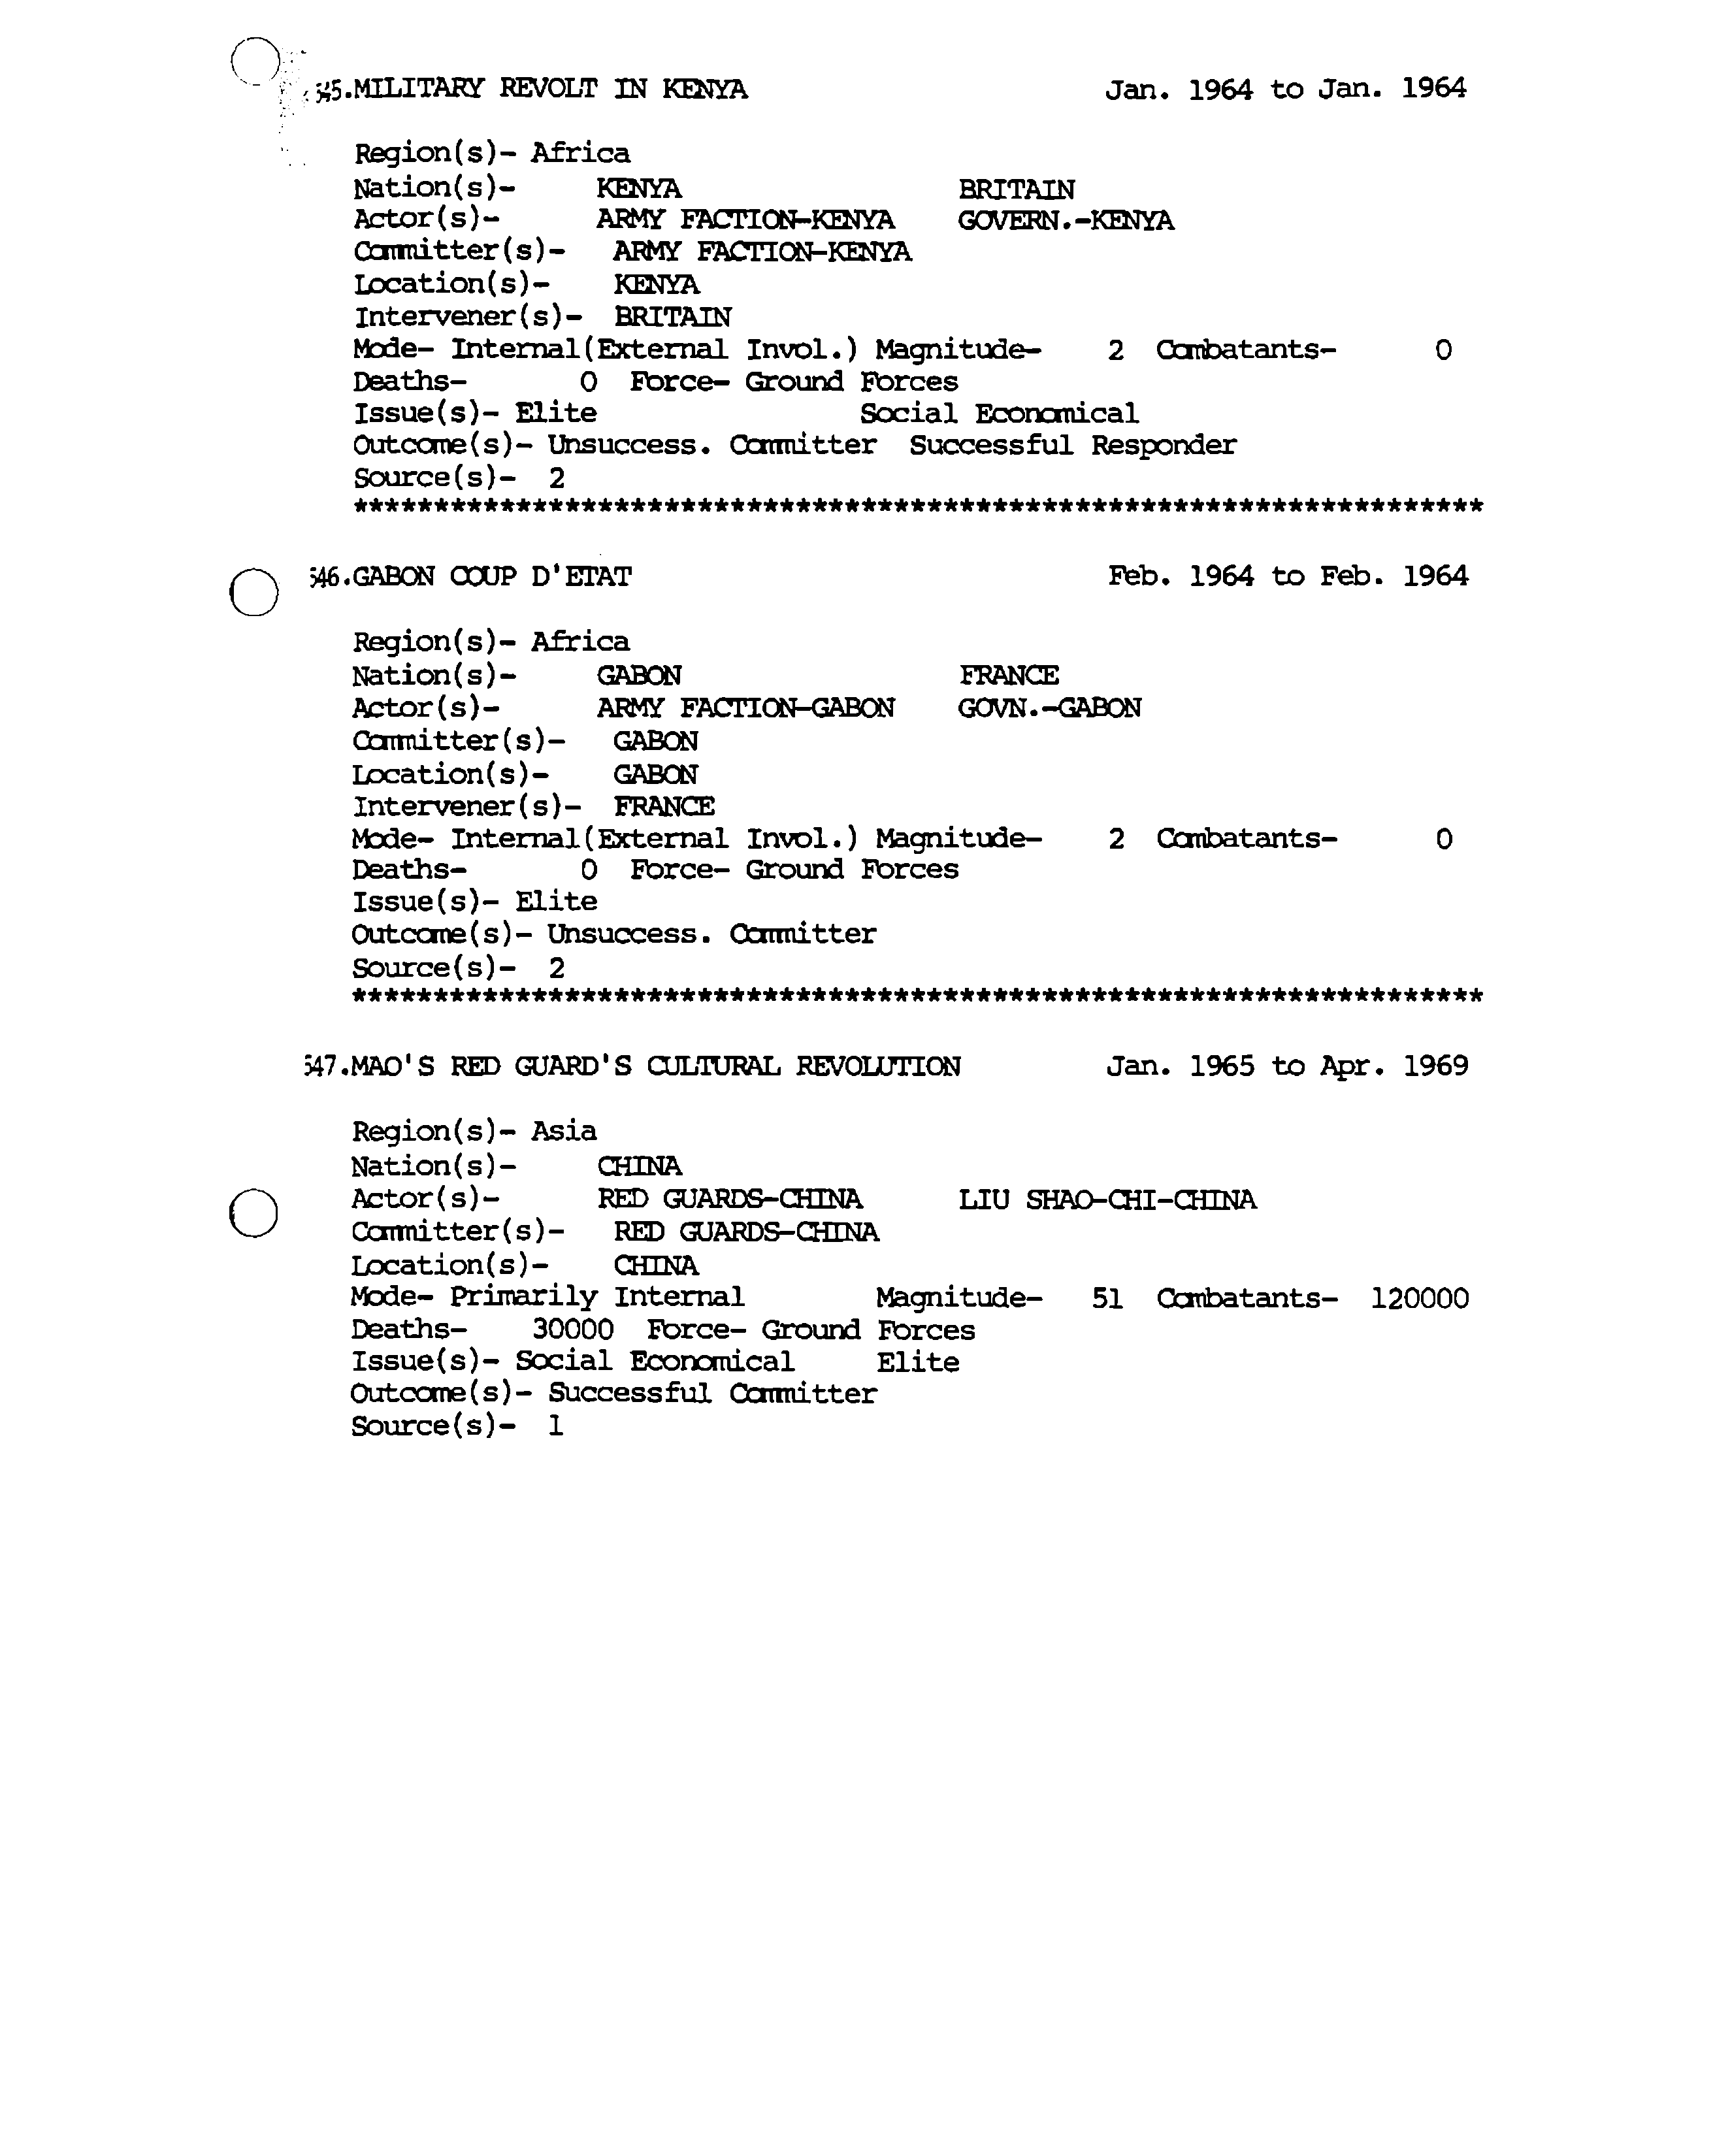 545.MILITARY REVOLT IN KENYA Jan. 1964 to Jan. 1964
Region(s)- Africa
Nation(s)- KENYA BRITAIN
Actor(s)- ARMY FACTION-KENYA GOVERN.-KENYA
Committer(s)- ARMY FACTION-KENYA
Location(s)- KENYA
Intervener(s)- BRITAIN
Mode- Internal(External Invol.) Magnitude- 2 Combatants- 0
Deaths- 0 Force- Ground Forces
Issue(s)- Elite Social Economical
Outcome(s)- Unsuccess. Committer Successful Responder
Source(s)- 2
*********************************************************************
546.GABON COUP D'ETAT Feb. 1964 to Feb. 1964
Region(s)- Africa
Nation(s)- GABON FRANCE
Actor(s)- ARMY FACTION-GABON GOVN.-GABON
Committer(s)- GABON
Location(s)- GABON
Intervener(s)- FRANCE
Mode- Internal(External Invol.) Magnitude- 2 Combatants- 0
Deaths- 0 Force- Ground Forces
Issue(s)- Elite
Outcome(s)- Unsuccess. Committer
Source(s)- 2
*********************************************************************
547.MAO'S RED GUARD'S CULTURAL REVOLUTION Jan. 1965 to Apr. 1969
Region(s)- Asia
Nation(s)- CHINA
Actor(s)- RED GUARDS-CHINA LIU SHAO-CHI-CHINA
Committer(s)- RED GUARDS-CHINA
Location(s)- CHINA
Mode- Primarily Internal Magnitude- 51 Combatants- 120000
Deaths- 30000 Force- Ground Forces
Issue(s)- Social Economical Elite
Outcome(s)- Successful Committer
Source(s)- 1